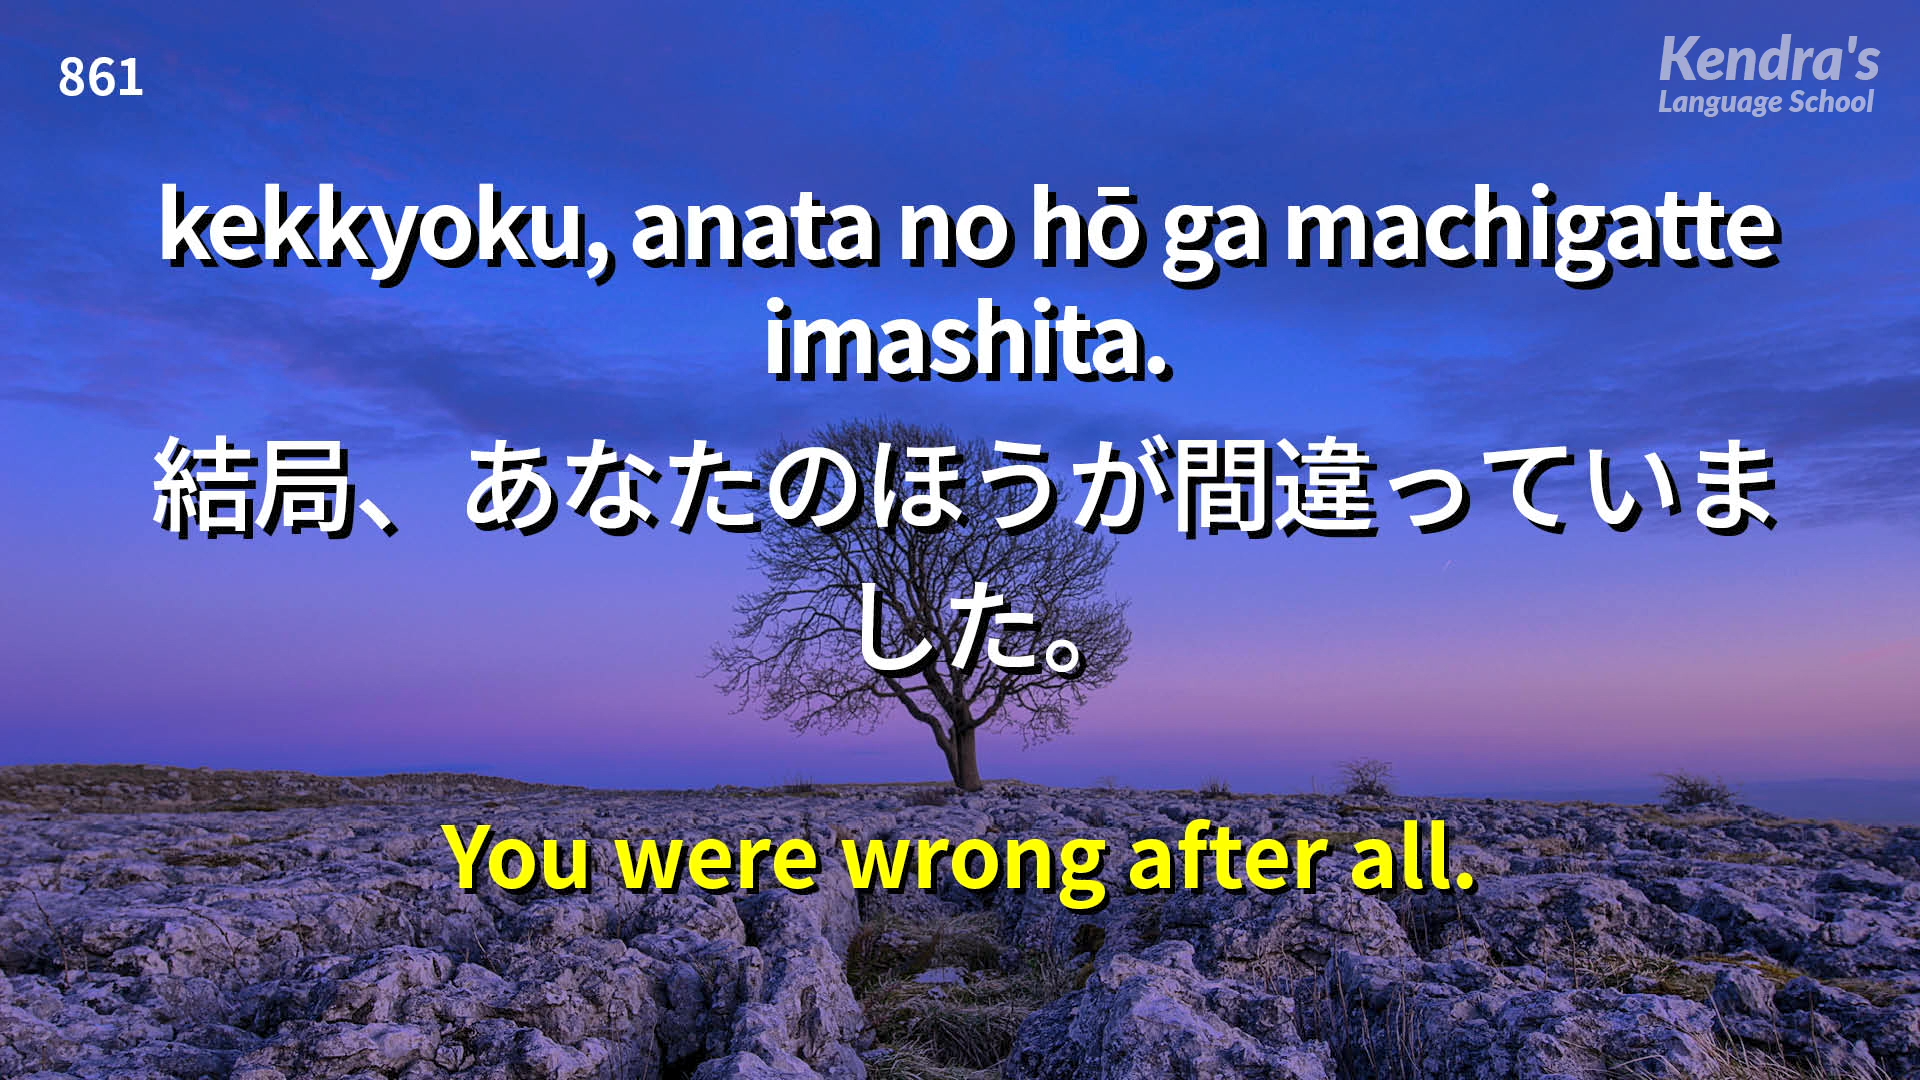 861
Kendra's
Language School
kekkyoku, anata no hō ga machigatte
imashita.
結局、あなたのほうが間違っていま
した。
You were wrong after all.